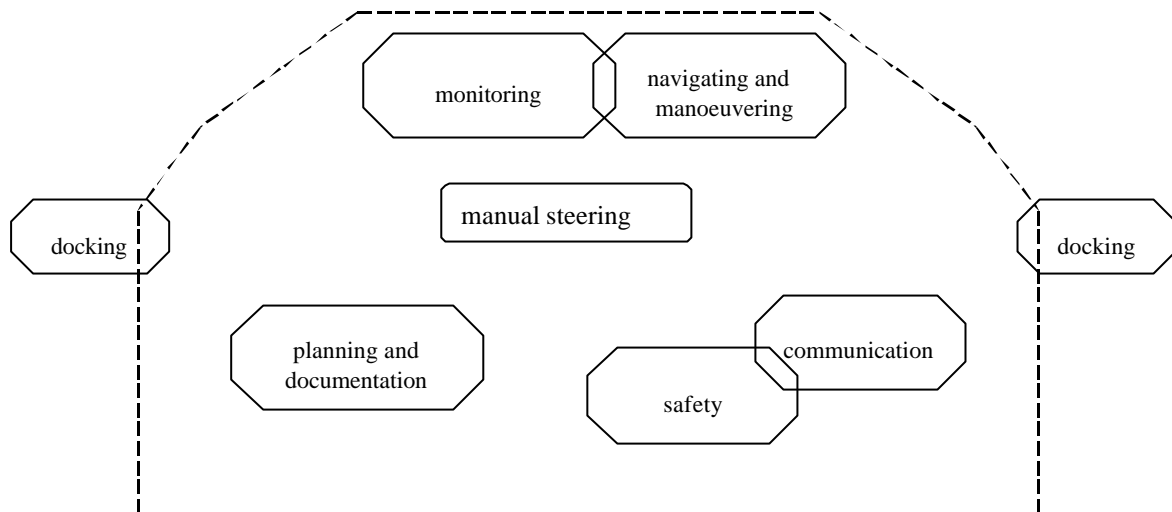 monitoring
navigating and
manoeuvering
manual steering
docking
docking
planning and
documentation
communication
safety